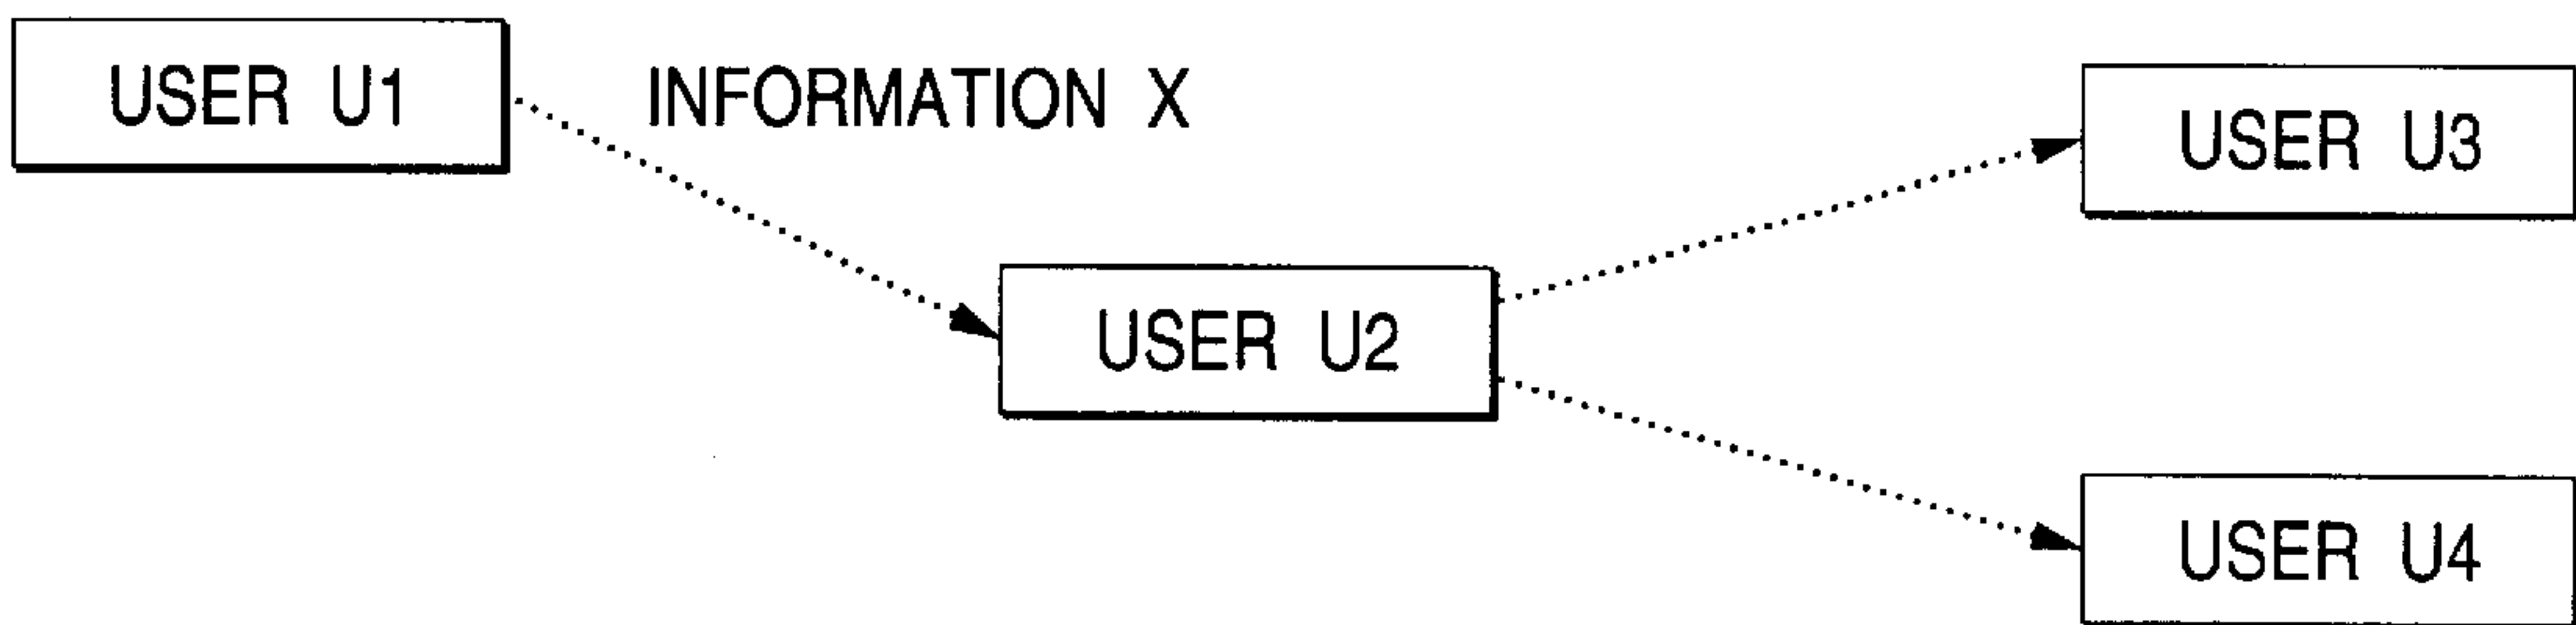 USER U1
INFORMATION X
USER U3
USER U2
USER U4